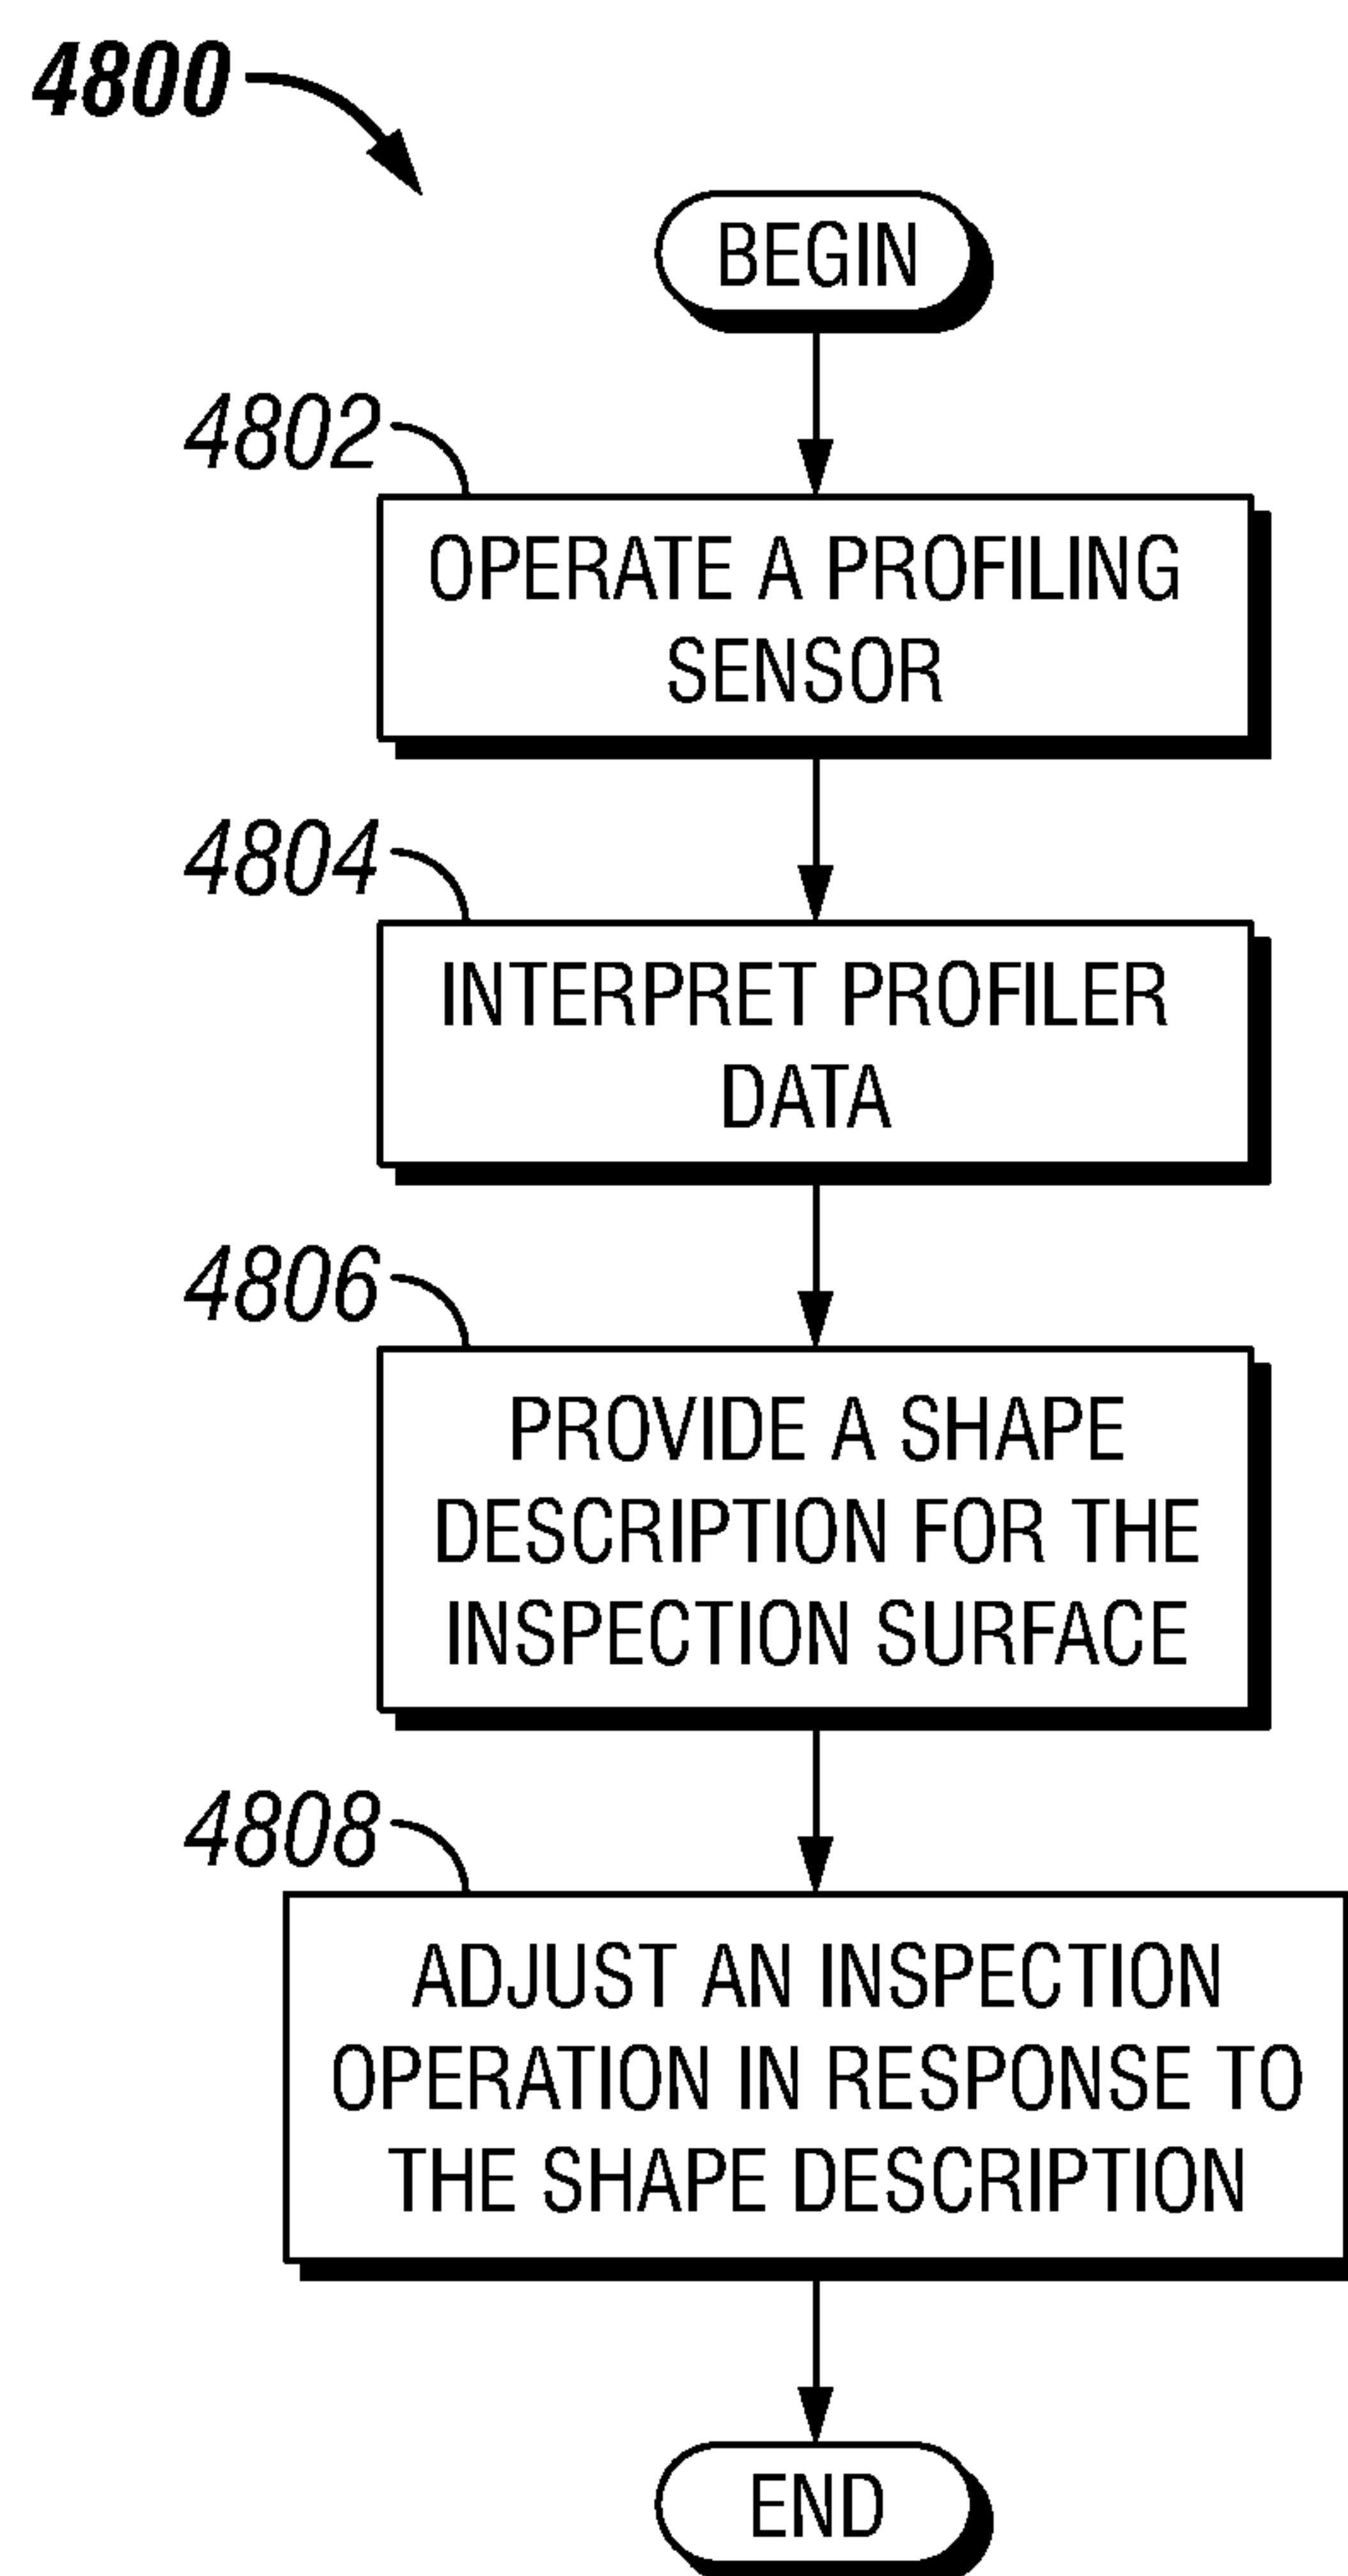 4800
BEGIN
4802
OPERATE A PROFILING
SENSOR
4804
INTERPRET PROFILER
DATA
4806
PROVIDE A SHAPE
DESCRIPTION FOR THE
INSPECTION SURFACE
4808
ADJUST AN INSPECTION
OPERATION IN RESPONSE TO
THE SHAPE DESCRIPTION
END